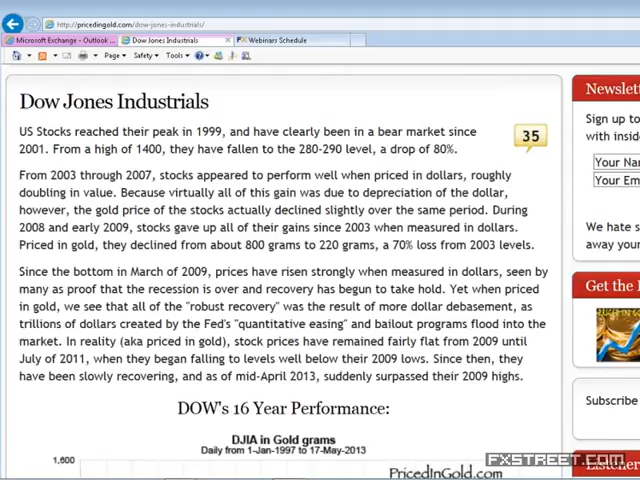 http://pricedingold.com/dow-jones-industrials/
Microsoft Exchange - Outlook ...
Dow Jones Industrials
Webinars Schedule
Page Safety Tools
Dow Jones Industrials
US Stocks reached their peak in 1999, and have clearly been in a bear market since
2001. From a high of 1400, they have fallen to the 280-290 level, a drop of 80%.
35
From 2003 through 2007, stocks appeared to perform well when priced in dollars, roughly
doubling in value. Because virtually all of this gain was due to depreciation of the dollar,
however, the gold price of the stocks actually declined slightly over the same period. During
2008 and early 2009, stocks gave up all of their gains since 2003 when measured in dollars.
Priced in gold, they declined from about 800 grams to 220 grams, a 70% loss from 2003 levels.
Since the bottom in March of 2009, prices have risen strongly when measured in dollars, seen by
many as proof that the recession is over and recovery has begun to take hold. Yet when priced
in gold, we see that all of the "robust recovery" was the result of more dollar debasement, as
trillions of dollars created by the Fed's "quantitative easing" and bailout programs flood into the
market. In reality (aka priced in gold), stock prices have remained fairly flat from 2009 until
July of 2011, when they began falling to levels well below their 2009 lows. Since then, they
have been slowly recovering, and as of mid-April 2013, suddenly surpassed their 2009 highs.
DOW's 16 Year Performance:
DJIA in Gold grams
Daily from 1-Jan-1997 to 17-May-2013
1,600
PricedInGold.com
Newslett
Sign up to
with insid
Your Na
Your Em
We hate s
away your
Get the
Subscribe
Listener
FXSTREET.COM